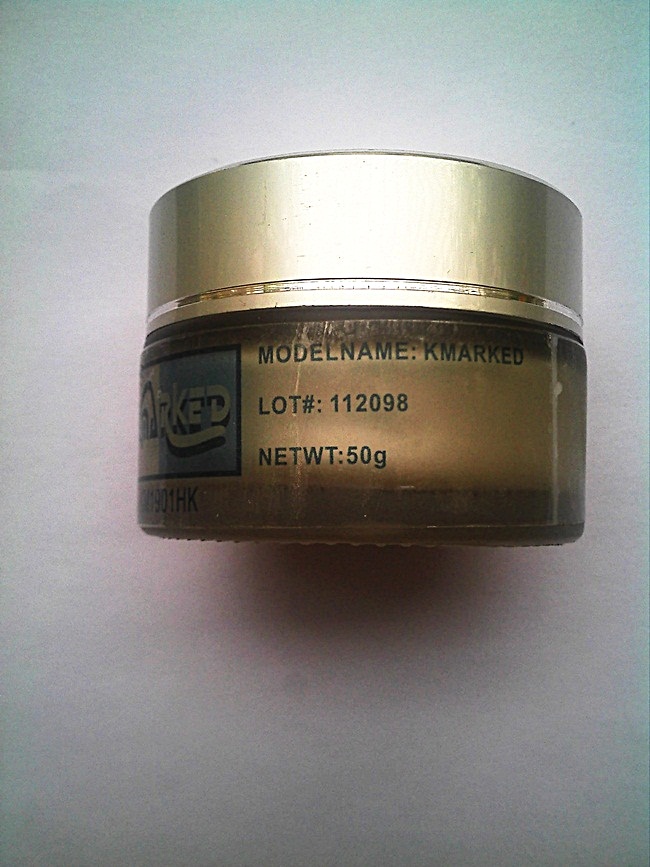 MODELNAME: KMARKED
LOT#: 112098
NETWT:50g